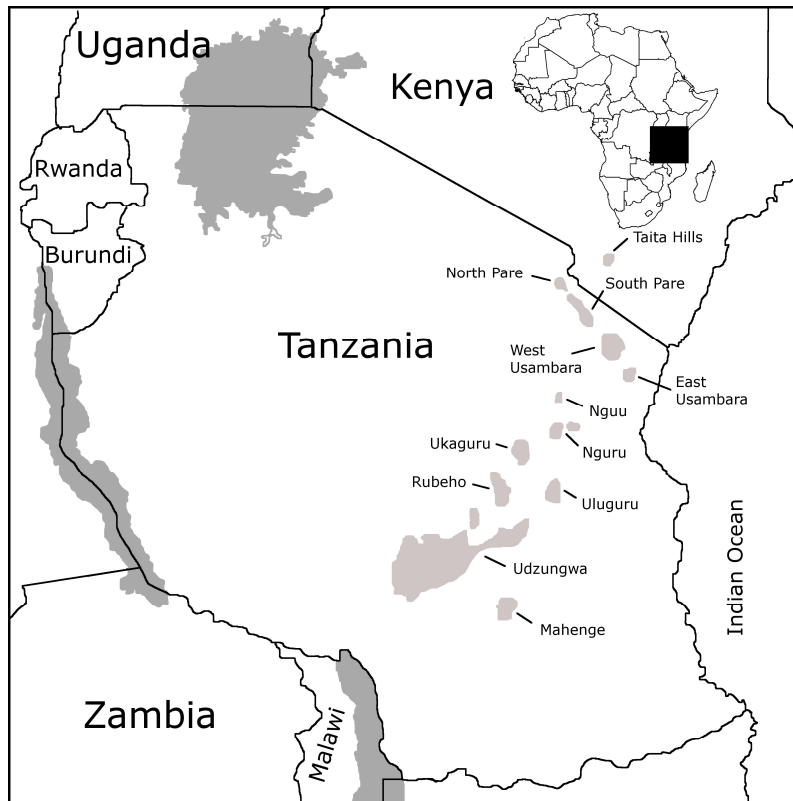 Uganda
Kenya
Rwanda
Burundi
Taita Hills
North Pare
South Pare
Tanzania
West
Usambara
East
Usambara
Nguu
Nguru
Ukaguru
Rubeho
Uluguru
Udzungwa
Mahenge
Indian Ocean
Zambia
Malawi